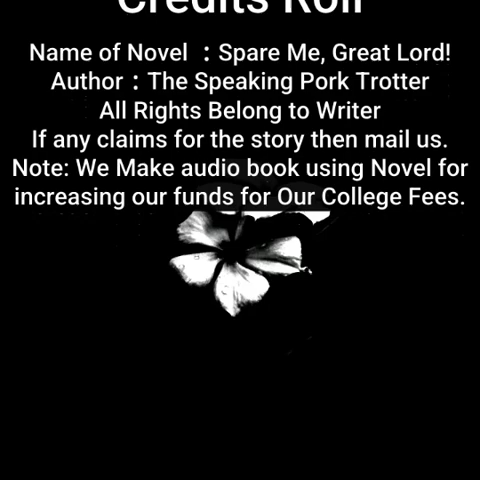 Credits Roll
Name of Novel : Spare Me, Great Lord!
Author : The Speaking Pork Trotter
All Rights Belong to Writer
If any claims for the story then mail us.
Note: We Make audio book using Novel for
increasing our funds for Our College Fees.